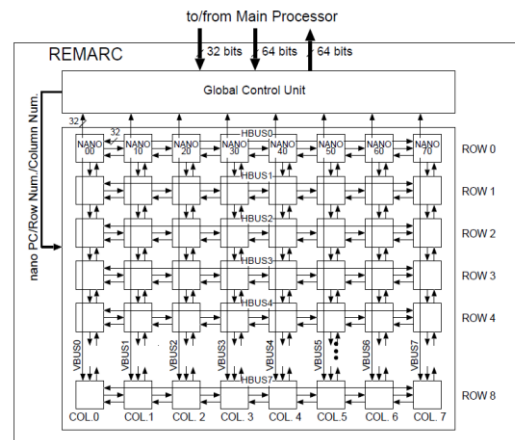 to/from Main Processor
32 bits 64 bits 64 bits
REMARC
Global Control Unit
nano PC/Row Num./Column Num.
32
32
HBUS0
NANO 00 NANO 10 NANO 20 NANO 30 NANO 40 NANO 50 NANO 60 NANO 70
ROW 0
HBUS1
ROW 1
HBUS2
ROW 2
HBUS3
ROW 3
HBUS4
ROW 4
VBUS0 VBUS1 VBUS2 VBUS3 VBUS4 VBUS5 VBUS6 VBUS7
HBUS7
ROW 8
COL.0 COL.1 COL. 2 COL. 3 COL. 4 COL.5 COL. 6 COL. 7